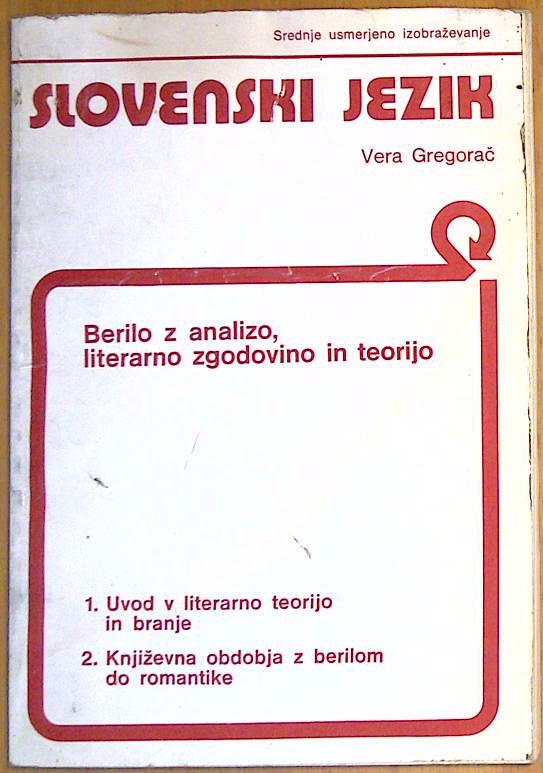 Srednje usmerjeno izobraževanje
SLOVENSKI JEZIK
Vera Gregorač
Berilo z analizo,
literarno zgodovino in teorijo
1. Uvod v literarno teorijo
in branje
2. Književna obdobja z berilom
do romantike